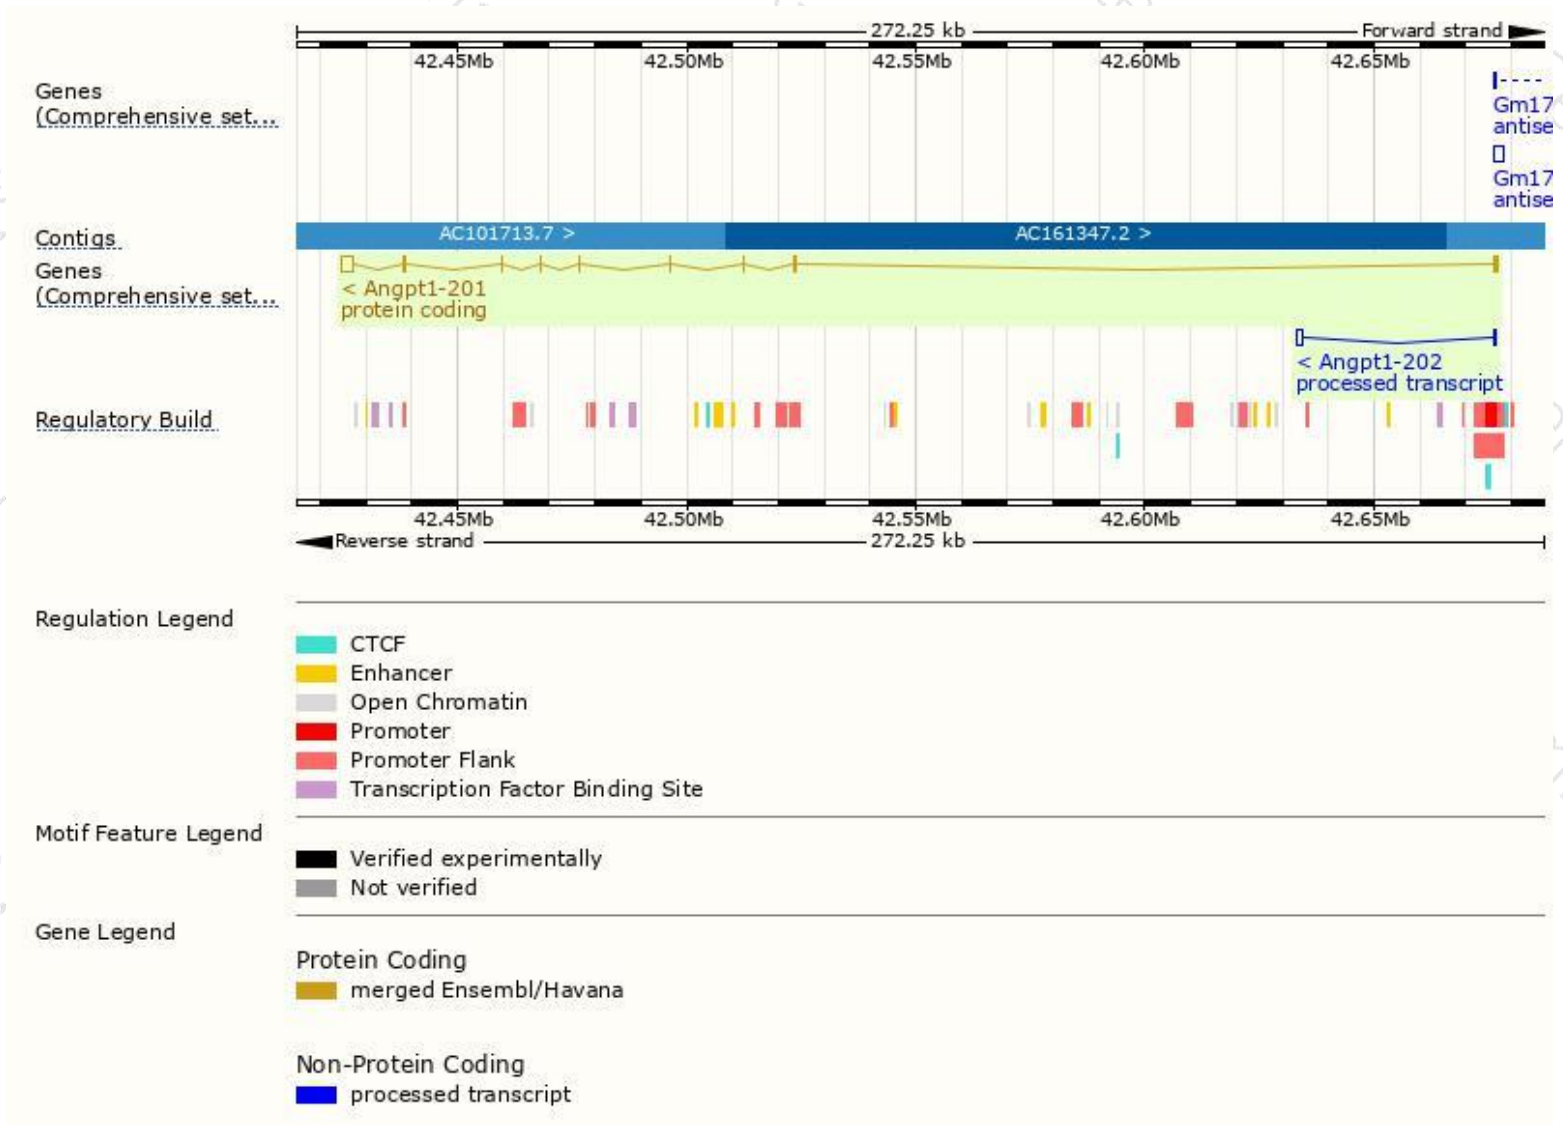 272.25 kb
Forward strand
42.45Mb 42.50Mb 42.55Mb 42.60Mb 42.65Mb
Genes
(Comprehensive set...
Gm17
antise
Gm17
antise
Contigs
AC101713.7 > AC161347.2 >
Genes
(Comprehensive set...
< Angpt1-201
protein coding
< Angpt1-202
processed transcript
Regulatory Build
42.45Mb 42.50Mb 42.55Mb 42.60Mb 42.65Mb
Reverse strand 272.25 kb
Regulation Legend
CTCF
Enhancer
Open Chromatin
Promoter
Promoter Flank
Transcription Factor Binding Site
Motif Feature Legend
Verified experimentally
Not verified
Gene Legend
Protein Coding
merged Ensembl/Havana
Non-Protein Coding
processed transcript